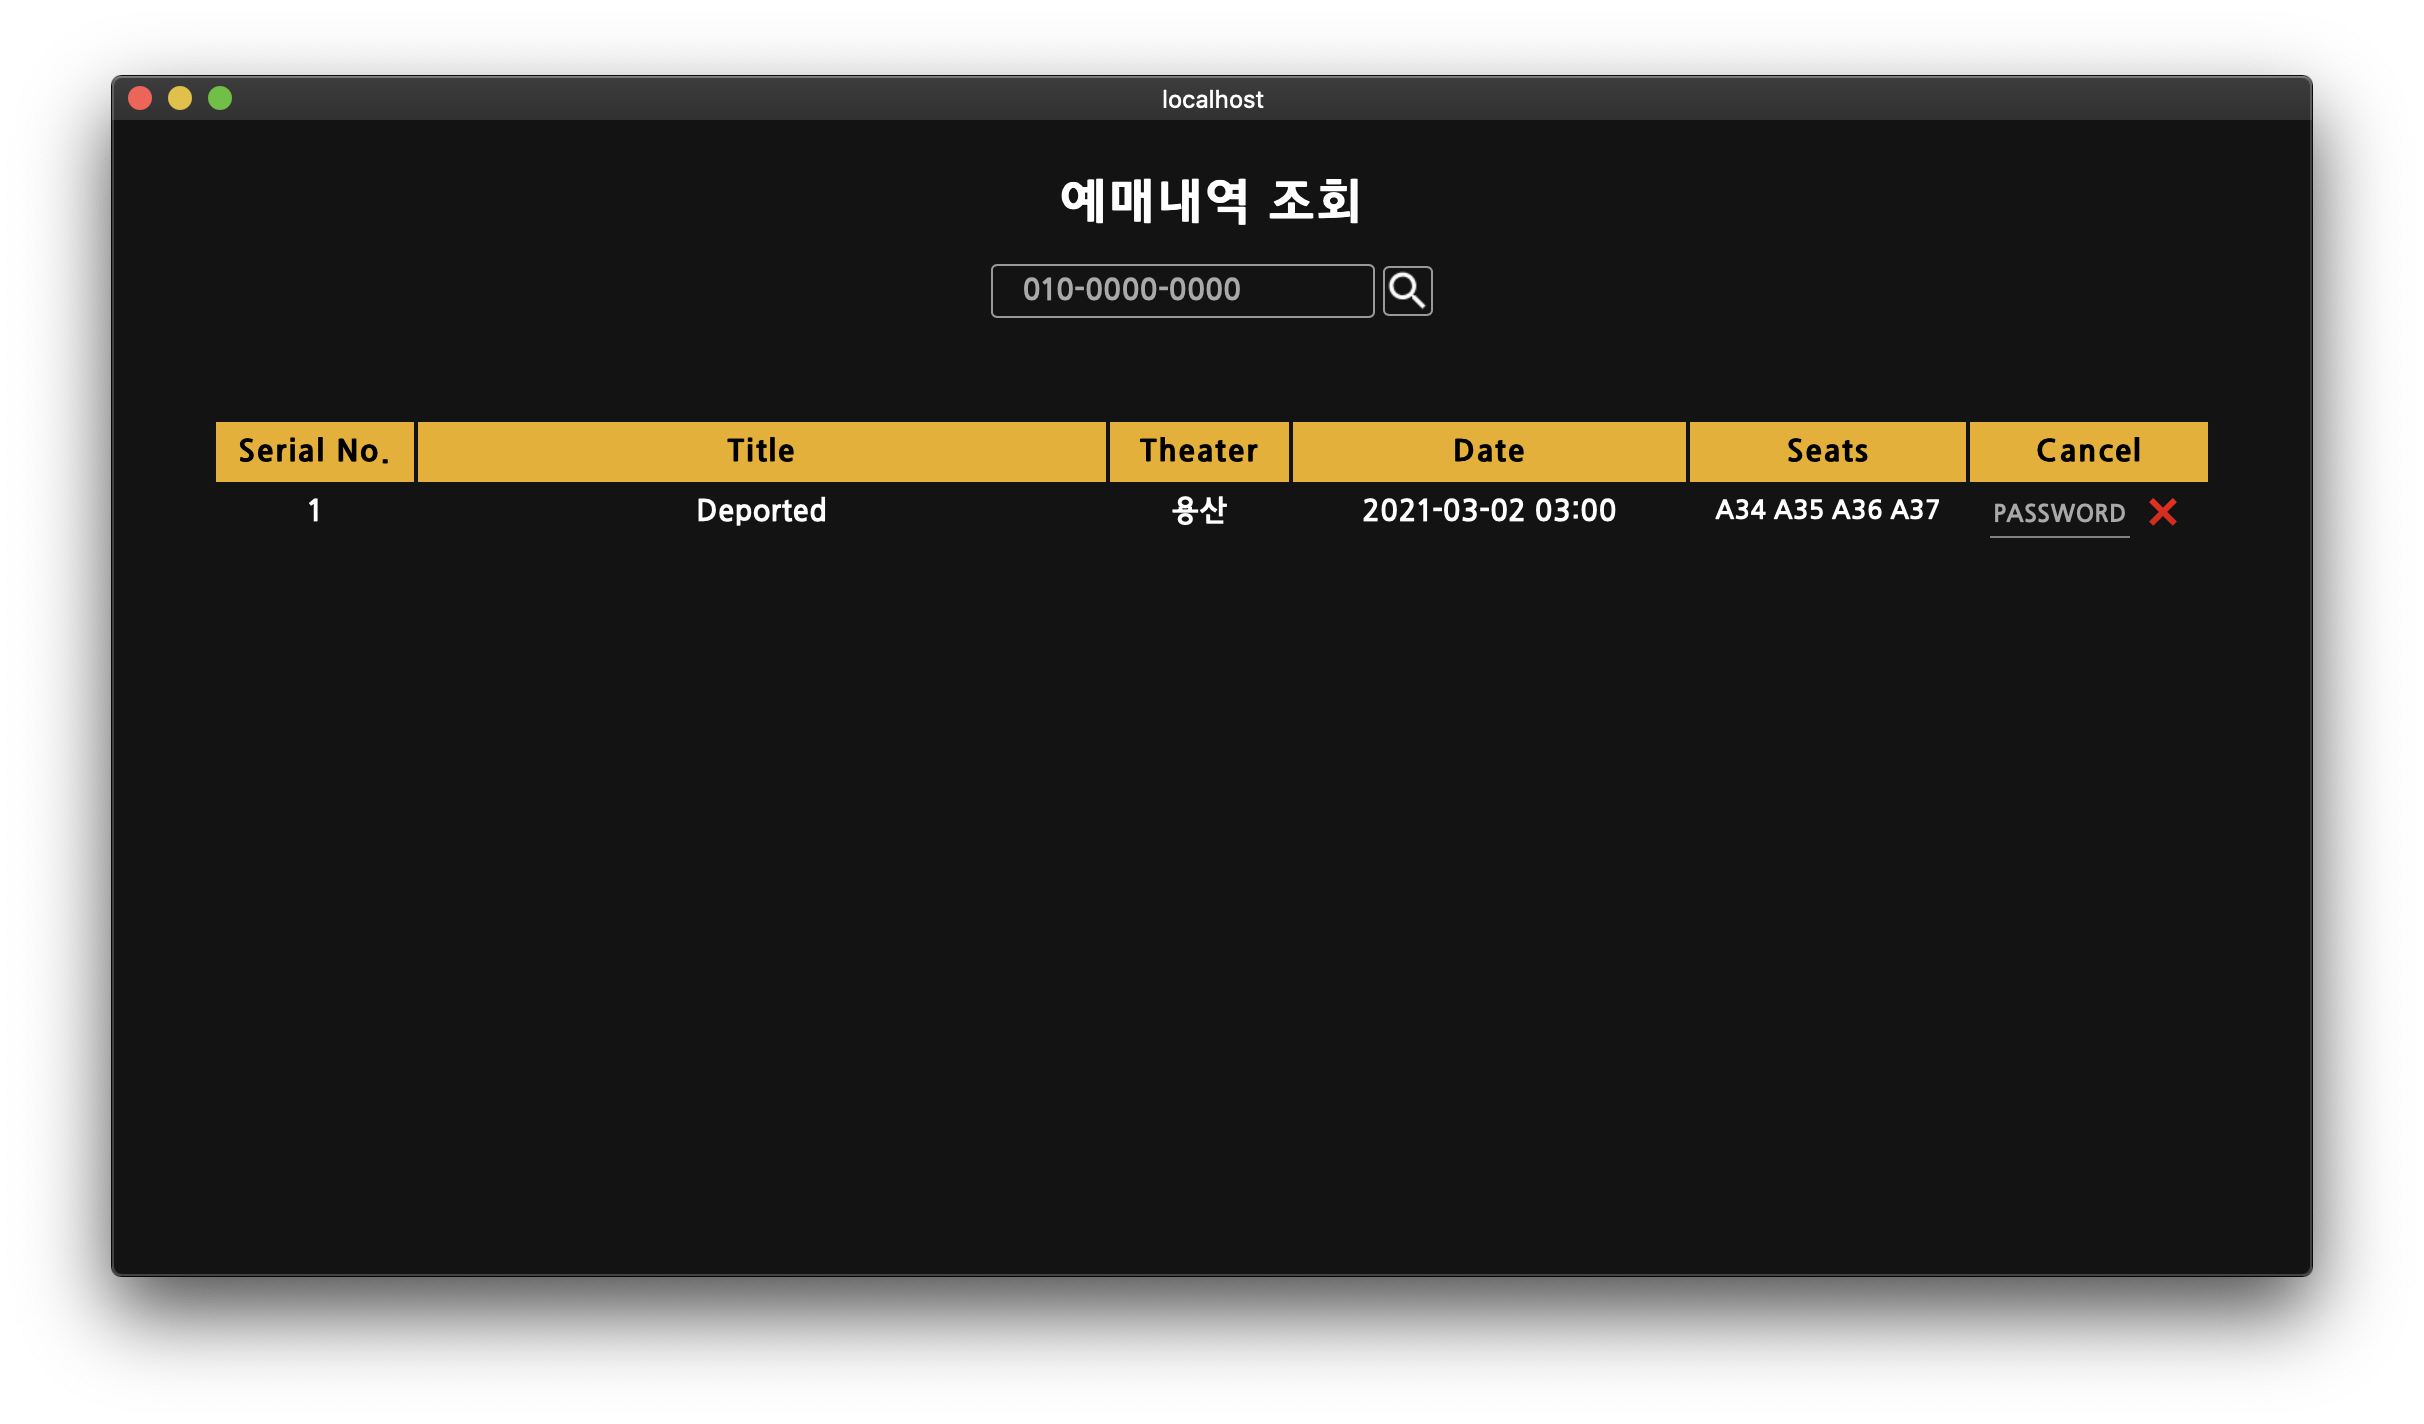 localhost
예매내역 조회
010-0000-0000
Serial No. Title Theater Date Seats Cancel
1 Deported 용산 2021-03-02 03:00 A34 A35 A36 A37 PASSWORD